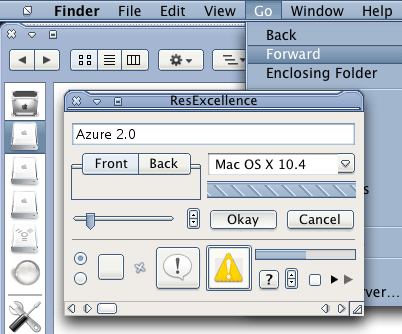 Finder File Edit View Go Window Help
Back
Forward
Enclosing Folder
ResExcellence
Azure 2.0
Front Back
Mac OS X 10.4
Okay Cancel
?
s
rver...